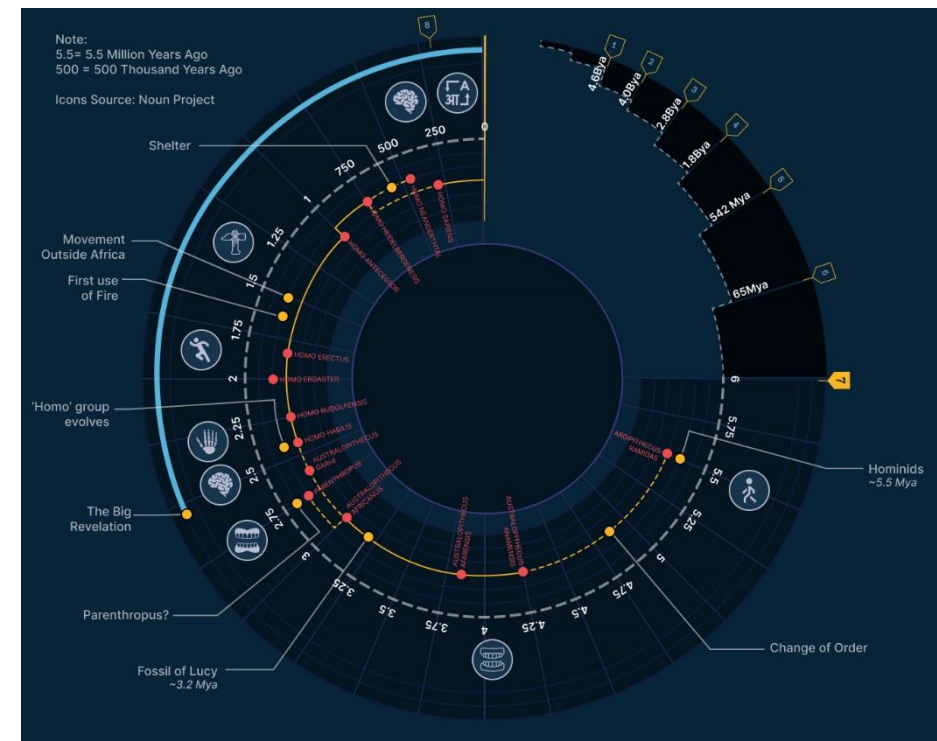 Note:
5.5= 5.5 Million Years Ago
500 = 500 Thousand Years Ago
Icons Source: Noun Project
8
A
आ
0
250
500
750
1
1.25
1.5
1.75
2
2.25
2.5
2.75
3
3.25
3.5
3.75
4
4.25
4.5
4.75
5
5.25
5.5
5.75
6
1
2
3
4
5
6
7
4.6Bya
4.0Bya
2.8Bya
1.8Bya
542 Mya
65Mya
Shelter
Movement
Outside Africa
First use
of Fire
'Homo' group
evolves
The Big
Revelation
Parenthropus?
Fossil of Lucy
~3.2 Mya
Change of Order
Hominids
~5.5 Mya
HOMO SAPIENS
HOMO NEANDERTHTAL
HOMO HEIDELBERGENESIS
HOMO ANTECESSOR
HOMO ERECTUS
HOMO ERGASTER
HOMO RUDOLFENSIS
HOMO HABILIS
AUSTRALOPITHECUS
GARHI
PARENTHROPUS
AUSTRALOPITHECUS
AFRICANUS
AUSTRALOPITHECUS
AFARENSIS
AUSTRALOPITHECUS
ANAMENSIS
ARDIPITHECUS
RAMIDAS